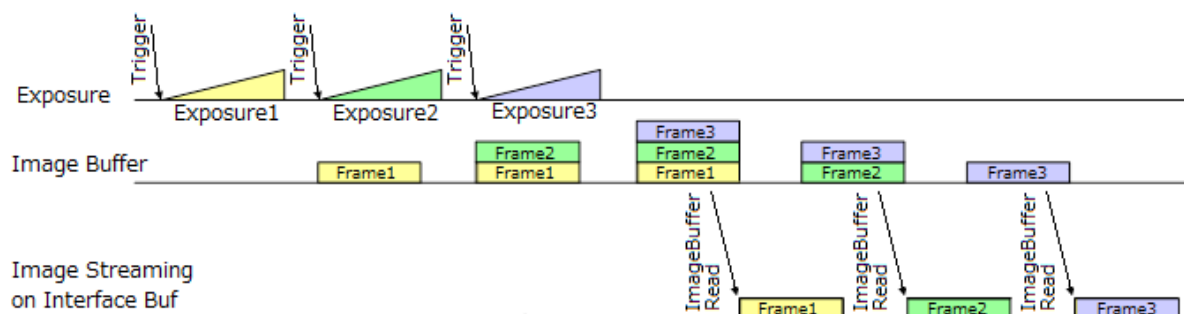 Trigger
Trigger
Trigger
Exposure
Exposure1
Exposure2
Exposure3
Image Buffer
Frame1
Frame2
Frame1
Frame3
Frame2
Frame1
Frame3
Frame2
Frame3
ImageBuffer
Read
ImageBuffer
Read
ImageBuffer
Read
Image Streaming
on Interface Buf
Frame1
Frame2
Frame3